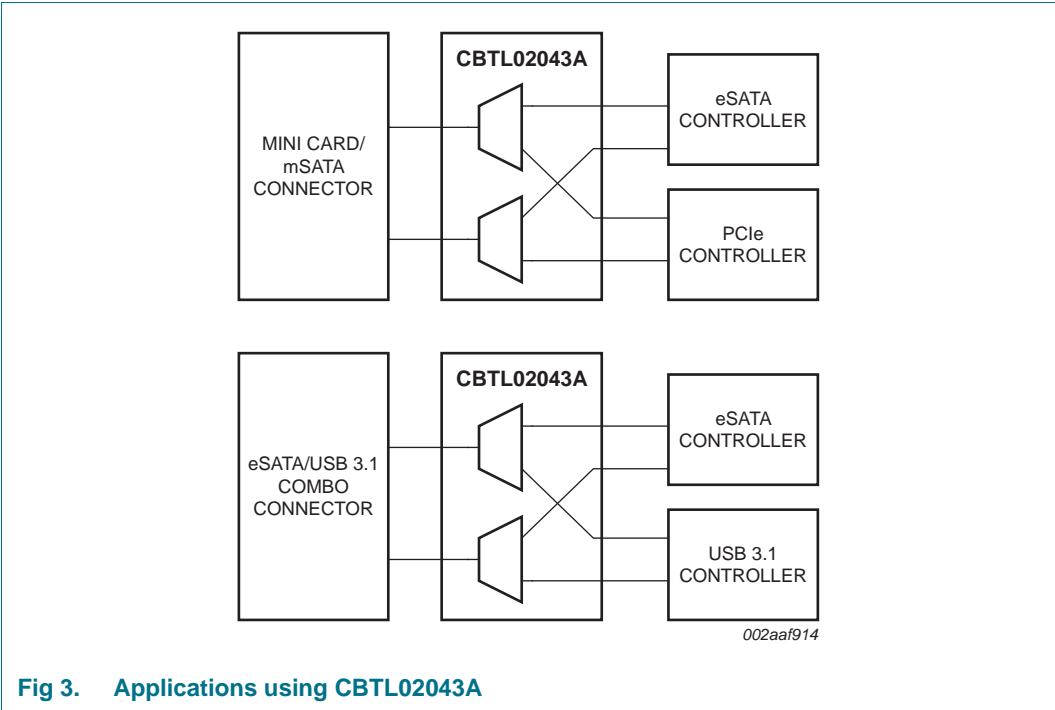 CBTL02043A
MINI CARD/
mSATA
CONNECTOR
eSATA
CONTROLLER
PCIe
CONTROLLER
CBTL02043A
eSATA/USB 3.1
COMBO
CONNECTOR
eSATA
CONTROLLER
USB 3.1
CONTROLLER
002aaf914
Fig 3. Applications using CBTL02043A